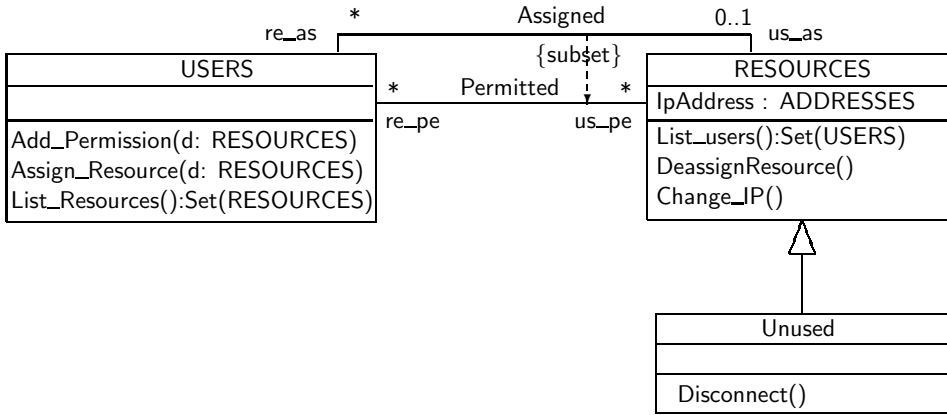 * Assigned 0..1
re_as us_as
{subset}
USERS RESOURCES
* Permitted *
IpAddress : ADDRESSES
re_pe us_pe
Add_Permission(d: RESOURCES)
Assign_Resource(d: RESOURCES)
List_Resources():Set(RESOURCES)
List_users():Set(USERS)
DeassignResource()
Change_IP()
Unused
Disconnect()